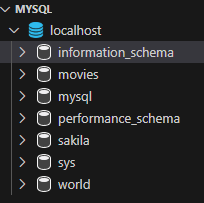 MYSQL
localhost
information_schema
movies
mysql
performance_schema
sakila
sys
world